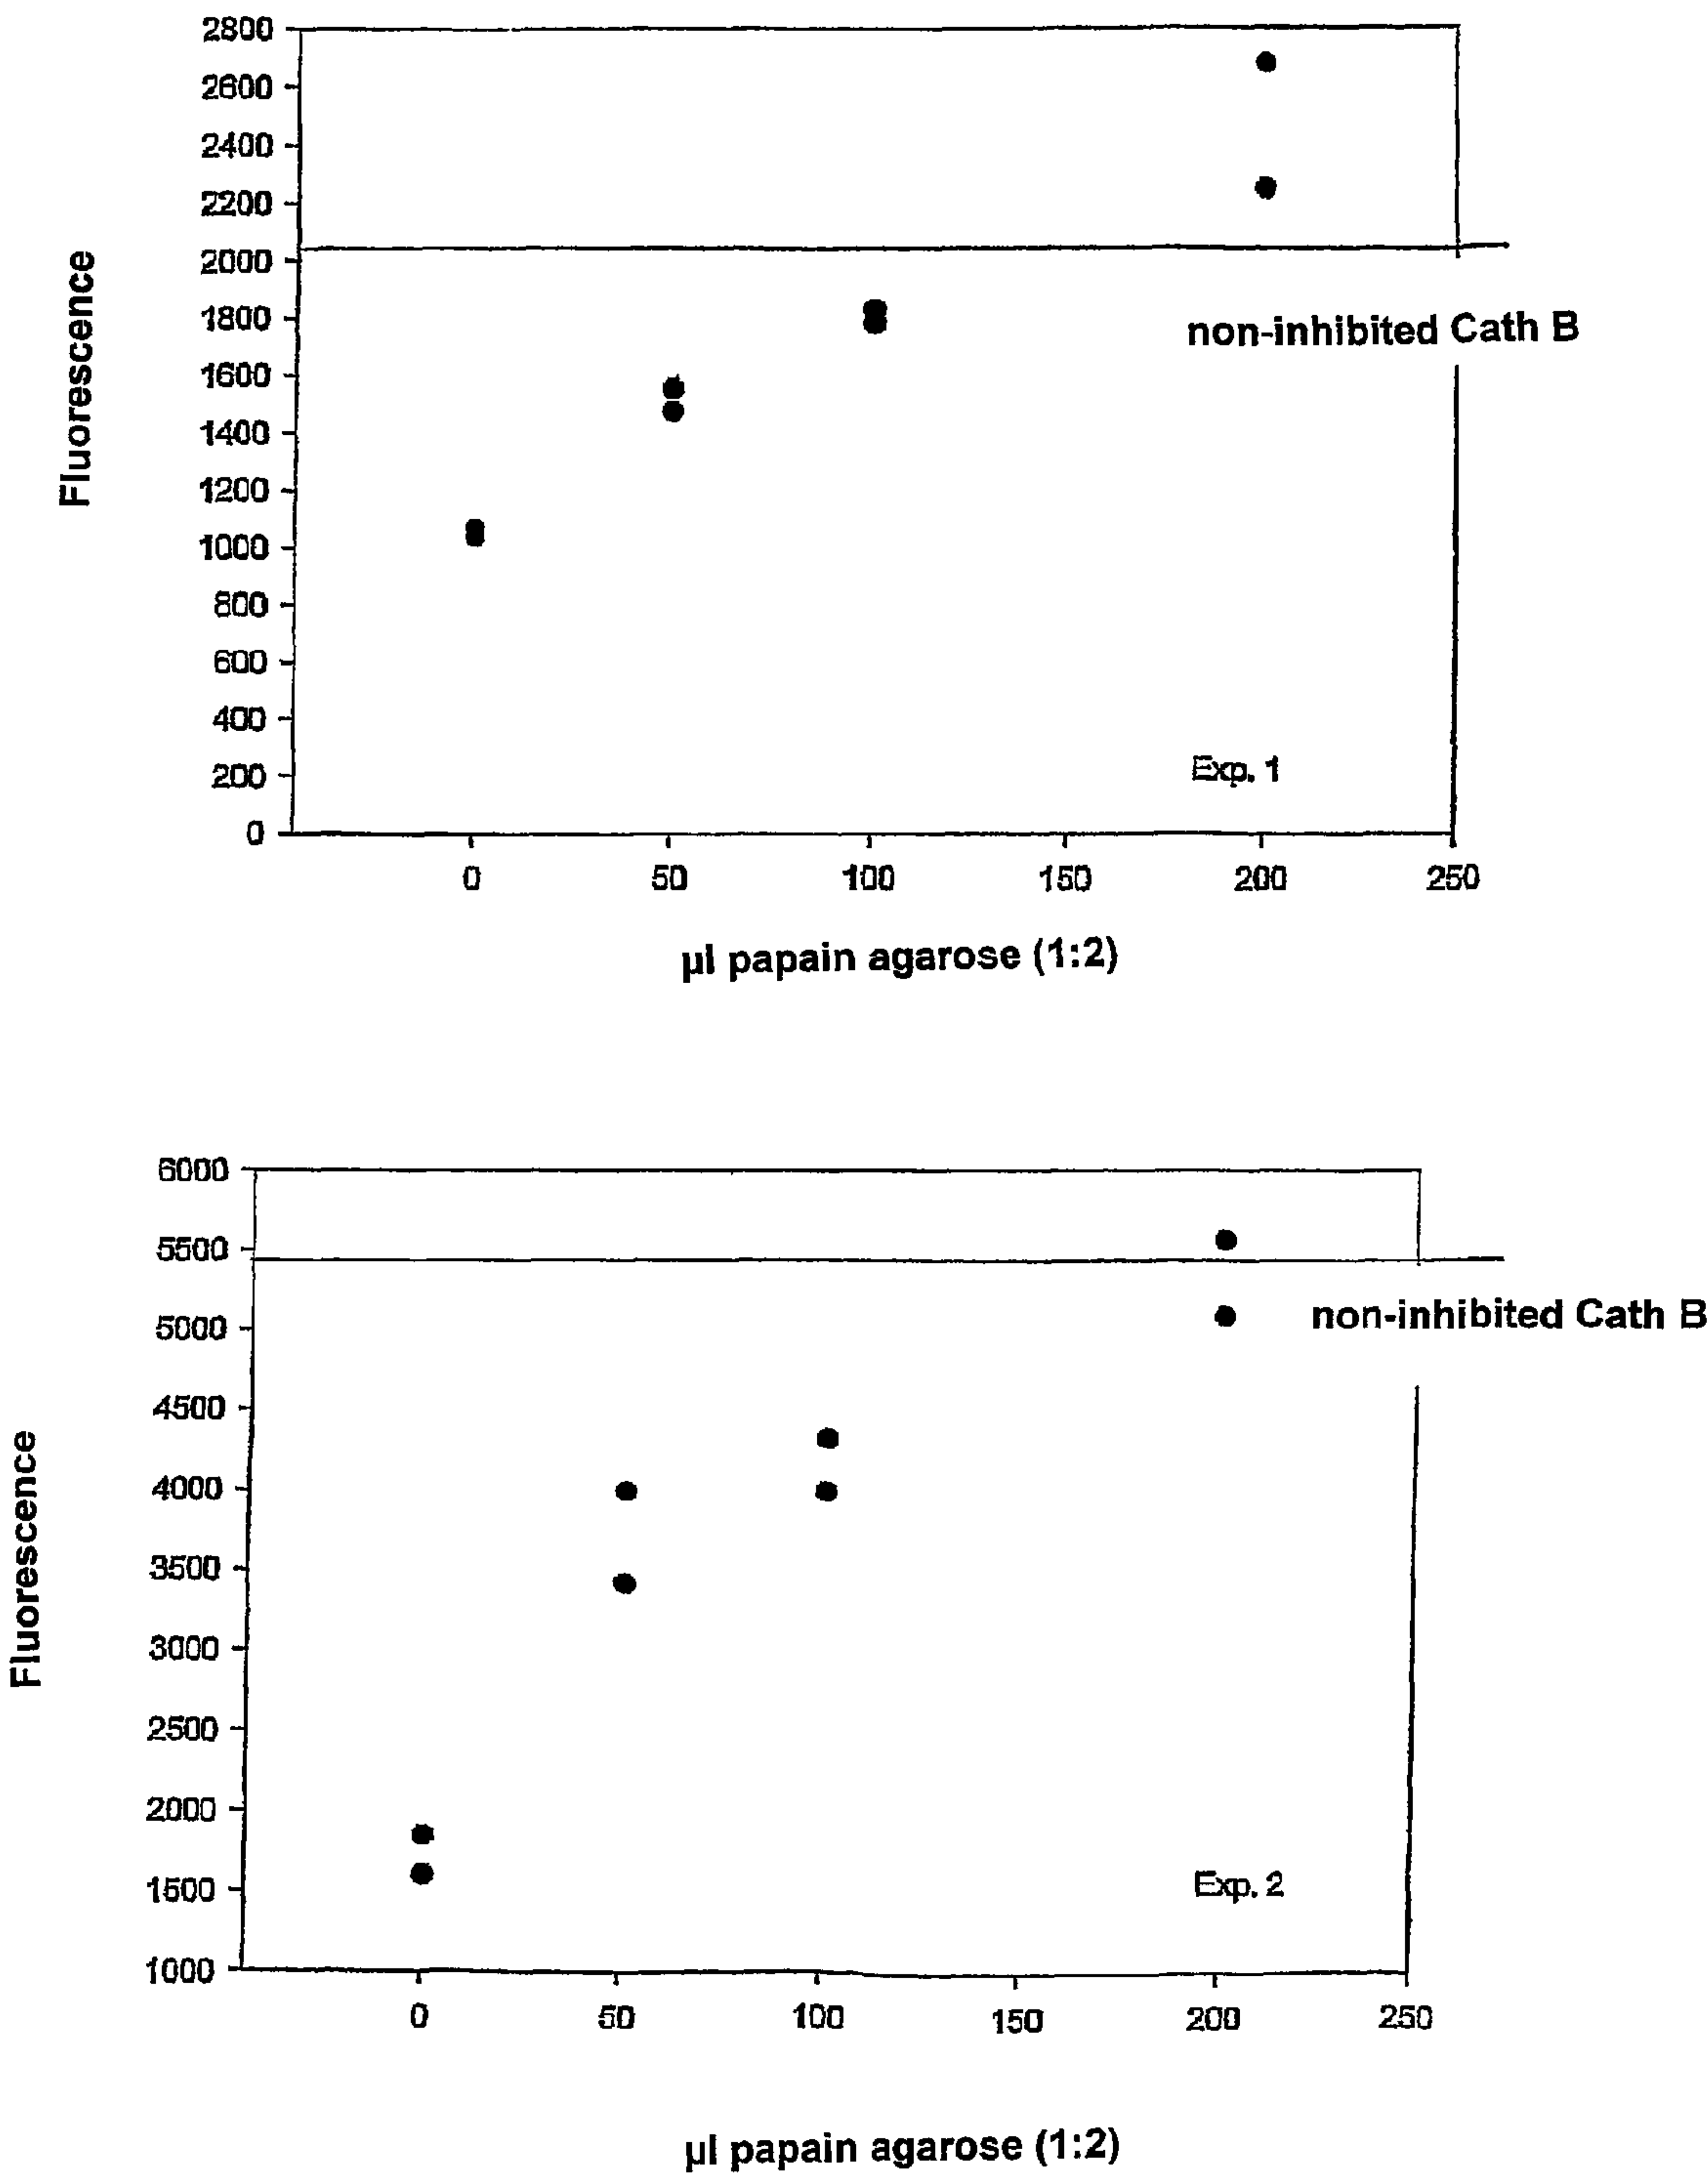 2800
2600
2400
2200
2000
1800
1600
1400
1200
1000
800
600
400
200
0
Fluorescence
non-inhibited Cath B
Exp. 1
0 50 100 150 200 250
µl papain agarose (1:2)
6000
5500
5000
4500
4000
3500
3000
2500
2000
1500
1000
Fluorescence
non-inhibited Cath B
Exp. 2
0 50 100 150 200 250
µl papain agarose (1:2)